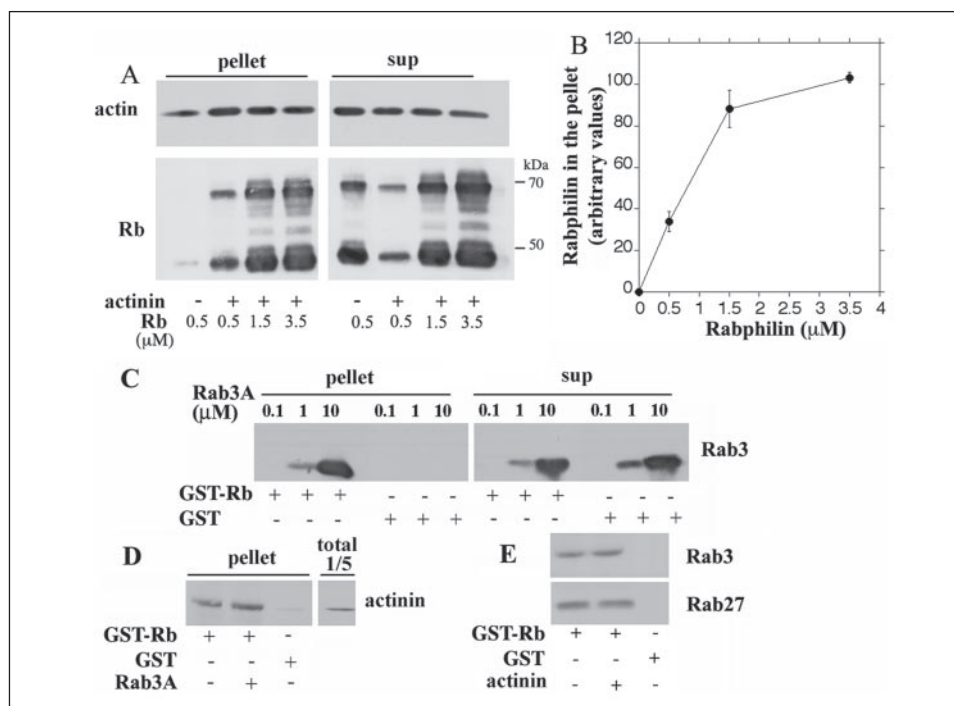 A
pellet
sup
actin
Rb
kDa
70
50
actinin - + + + - + + +
Rb 0.5 0.5 1.5 3.5 0.5 0.5 1.5 3.5
(μM)
B
Rabphilin in the pellet
(arbitrary values)
120
100
80
60
40
20
0
0 0.5 1 1.5 2 2.5 3 3.5 4
Rabphilin (μM)
C
pellet
sup
Rab3A
(μM)
0.1 1 10 0.1 1 10 0.1 1 10 0.1 1 10
Rab3
GST-Rb + + + - - - + + + - - -
GST - - - + + + - - - + + +
D
pellet
total
1/5
actinin
GST-Rb + + -
GST - - +
Rab3A - + -
E
Rab3
Rab27
GST-Rb + + -
GST - - +
actinin - + -